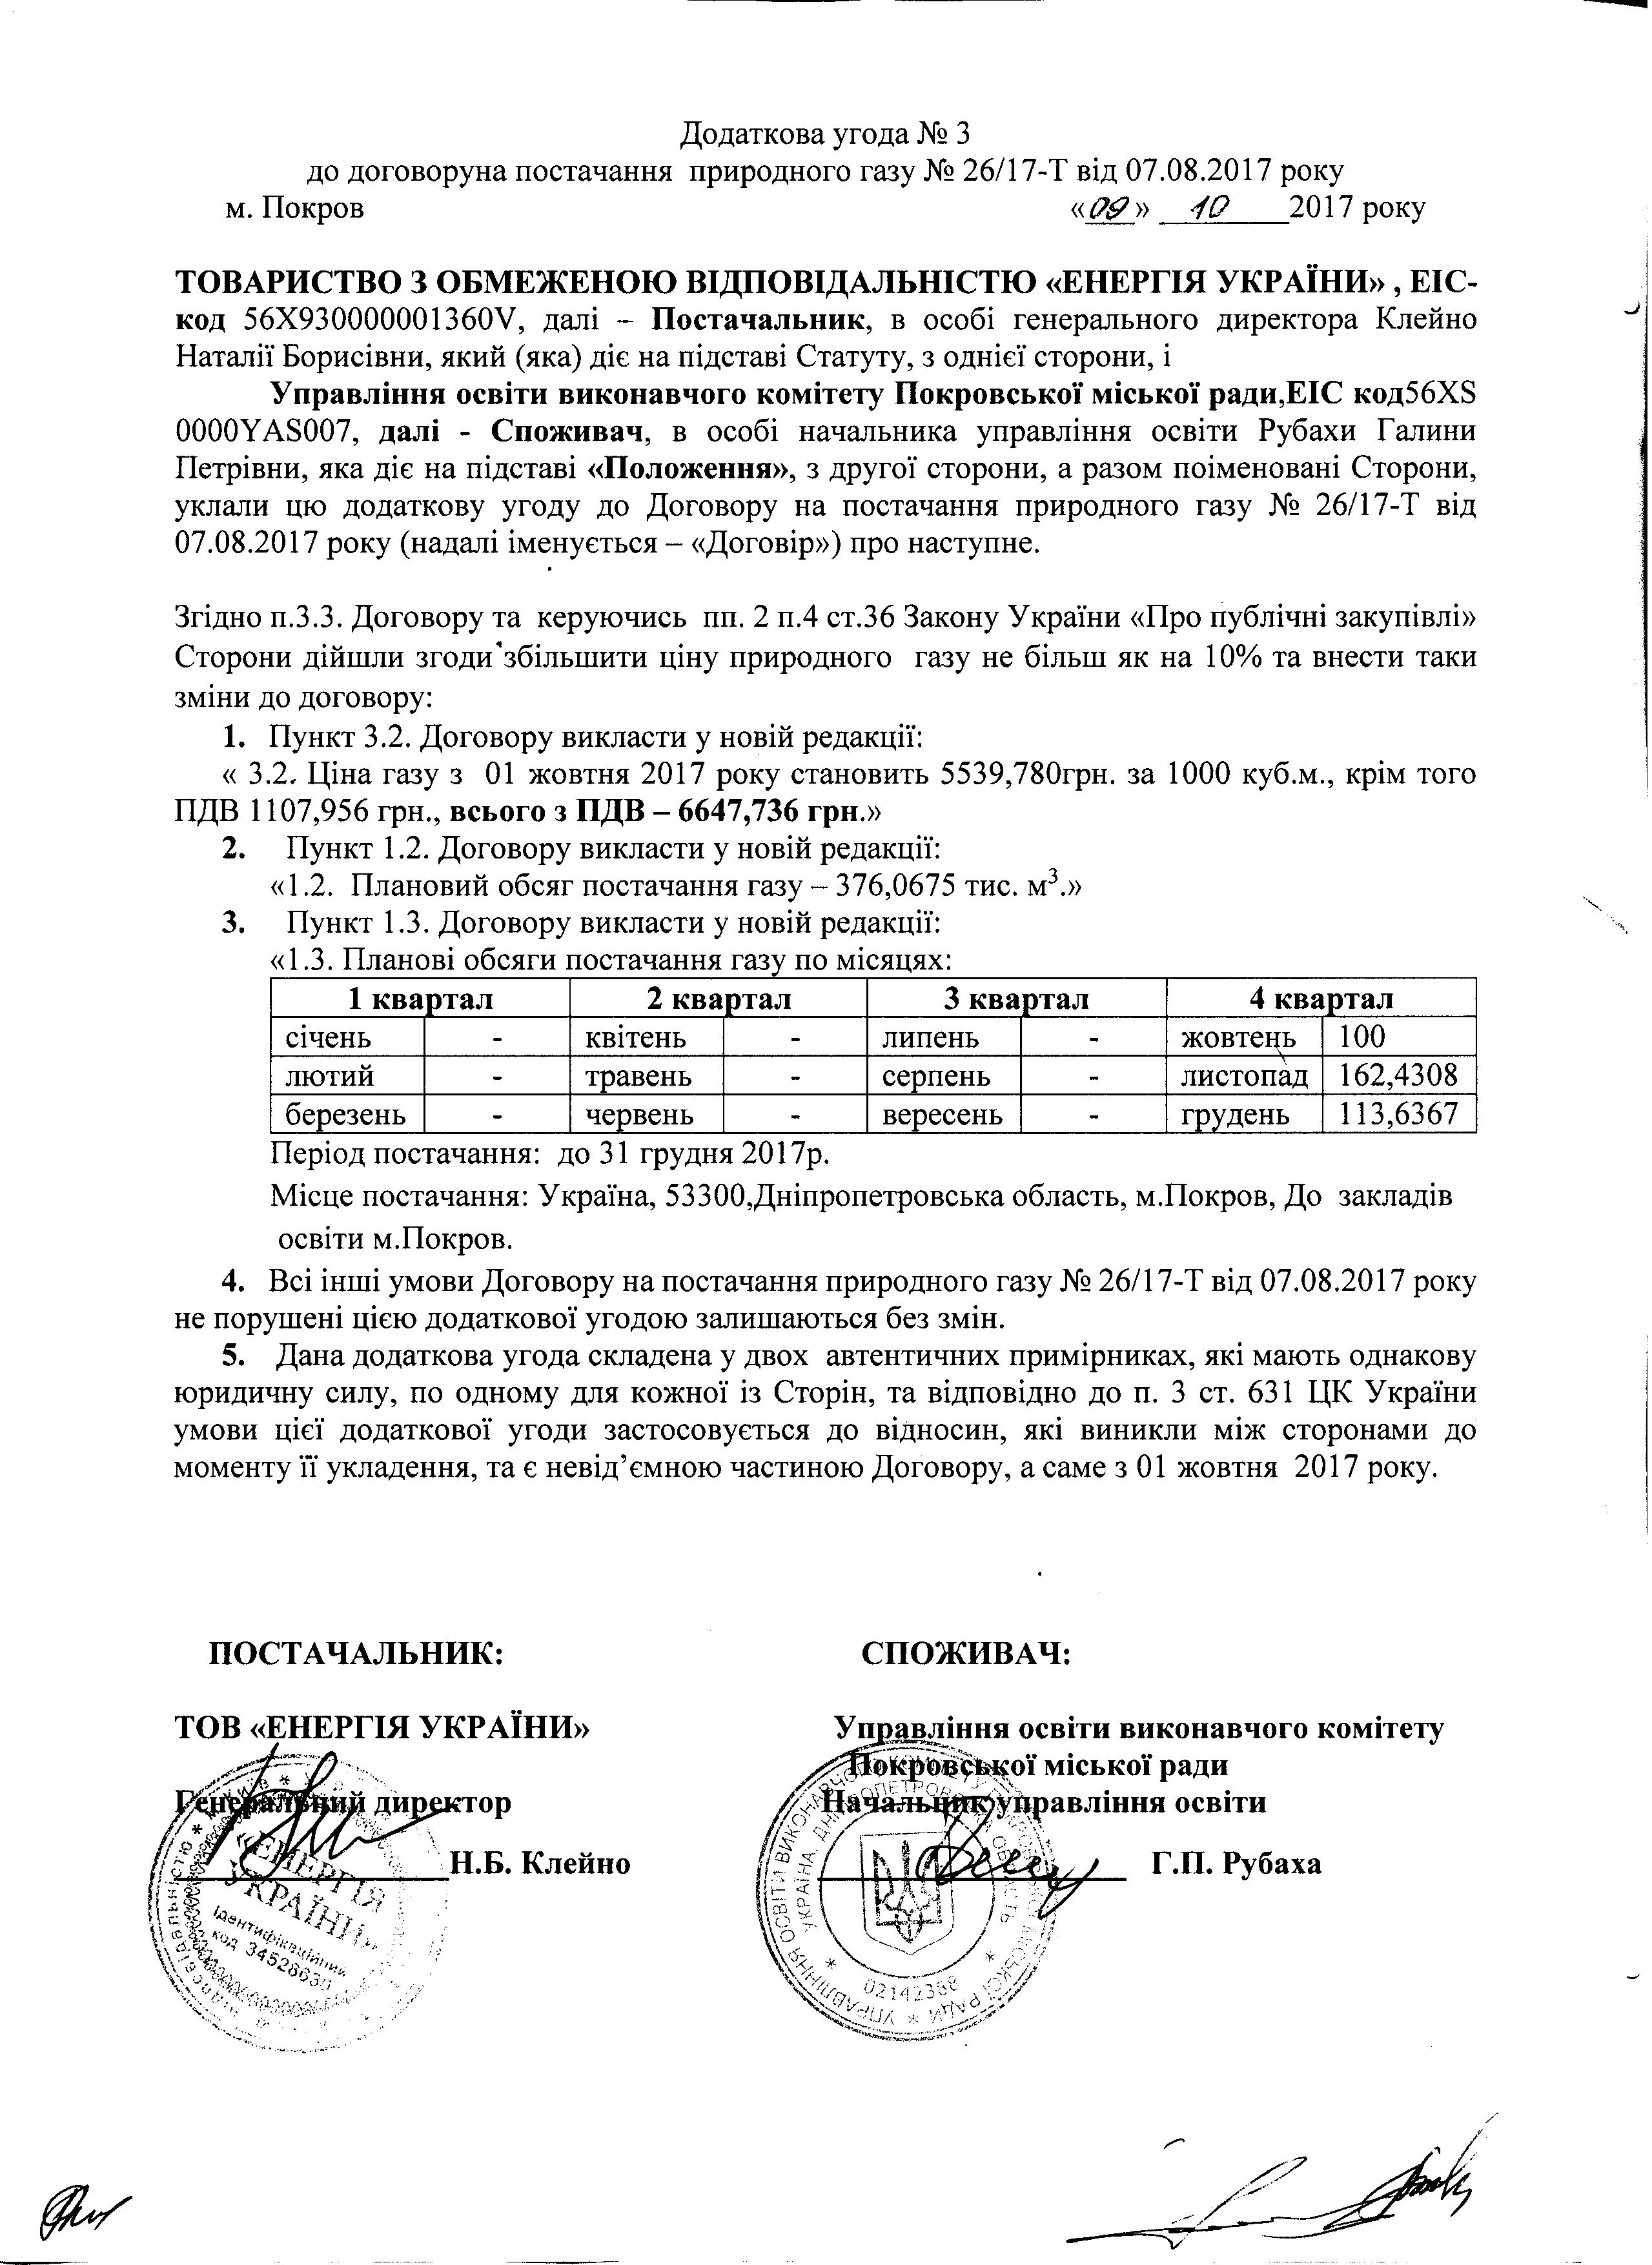 Додаткова угода № 3
до договоруна постачання природного газу № 26/17-Т від 07.08.2017 року
м. Покров «09» 10 2017 року
ТОВАРИСТВО З ОБМЕЖЕНОЮ ВІДПОВІДАЛЬНІСТЮ «ЕНЕРГІЯ УКРАЇНИ» , ЕІС-
код 56X930000001360V, далі – Постачальник, в особі генерального директора Клейно
Наталії Борисівни, який (яка) діє на підставі Статуту, з однієї сторони, і
Управління освіти виконавчого комітету Покровської міської ради,ЕІС код56XS
0000YAS007, далі - Споживач, в особі начальника управління освіти Рубахи Галини
Петрівни, яка діє на підставі «Положення», з другої сторони, а разом поіменовані Сторони,
уклали цю додаткову угоду до Договору на постачання природного газу № 26/17-Т від
07.08.2017 року (надалі іменується – «Договір») про наступне.
Згідно п.3.3. Договору та керуючись пп. 2 п.4 ст.36 Закону України «Про публічні закупівлі»
Сторони дійшли згоди збільшити ціну природного газу не більш як на 10% та внести таки
зміни до договору:
1. Пункт 3.2. Договору викласти у новій редакції:
« 3.2. Ціна газу з 01 жовтня 2017 року становить 5539,780грн. за 1000 куб.м., крім того
ПДВ 1107,956 грн., всього з ПДВ – 6647,736 грн.»
2. Пункт 1.2. Договору викласти у новій редакції:
«1.2. Плановий обсяг постачання газу – 376,0675 тис. м³.»
3. Пункт 1.3. Договору викласти у новій редакції:
«1.3. Планові обсяги постачання газу по місяцях:
1 квартал 2 квартал 3 квартал 4 квартал
січень - квітень - липень - жовтень 100
лютий - травень - серпень - листопад 162,4308
березень - червень - вересень - грудень 113,6367
Період постачання: до 31 грудня 2017р.
Місце постачання: Україна, 53300,Дніпропетровська область, м.Покров, До закладів
освіти м.Покров.
4. Всі інші умови Договору на постачання природного газу № 26/17-Т від 07.08.2017 року
не порушені цією додаткової угодою залишаються без змін.
5. Дана додаткова угода складена у двох автентичних примірниках, які мають однакову
юридичну силу, по одному для кожної із Сторін, та відповідно до п. 3 ст. 631 ЦК України
умови цієї додаткової угоди застосовується до відносин, які виникли між сторонами до
моменту її укладення, та є невід’ємною частиною Договору, а саме з 01 жовтня 2017 року.
ПОСТАЧАЛЬНИК: СПОЖИВАЧ:
ТОВ «ЕНЕРГІЯ УКРАЇНИ» Управління освіти виконавчого комітету
Покровської міської ради
Генеральний директор Начальник управління освіти
Н.Б. Клейно Г.П. Рубаха
«ЕНЕРГІЯ
УКРАЇНИ»
Ідентифікаційний
код 34528630
УПРАВЛІННЯ ОСВІТИ ВИКОНАВЧОГО КОМІТЕТУ ПОКРОВСЬКОЇ МІСЬКОЇ РАДИ
УКРАЇНА ДНІПРОПЕТРОВСЬКА ОБЛАСТЬ
02142388